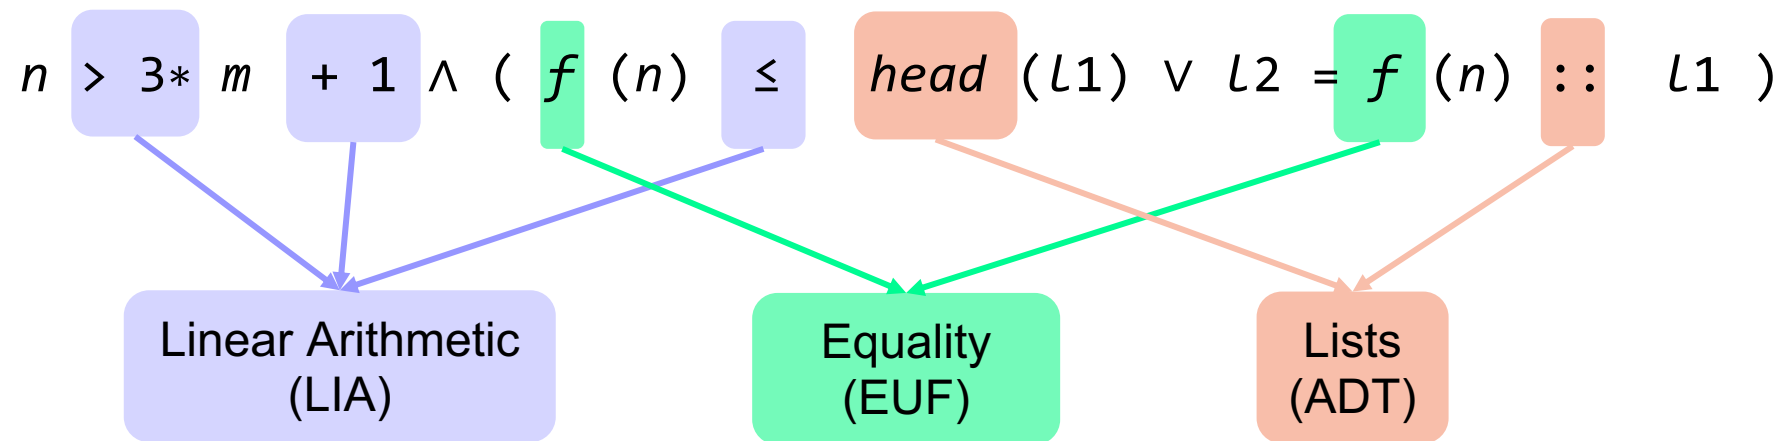 n > 3* m + 1 ∧ ( f (n) ≤ head (l1) ∨ l2 = f (n) :: l1 )
Linear Arithmetic
(LIA)
Equality
(EUF)
Lists
(ADT)